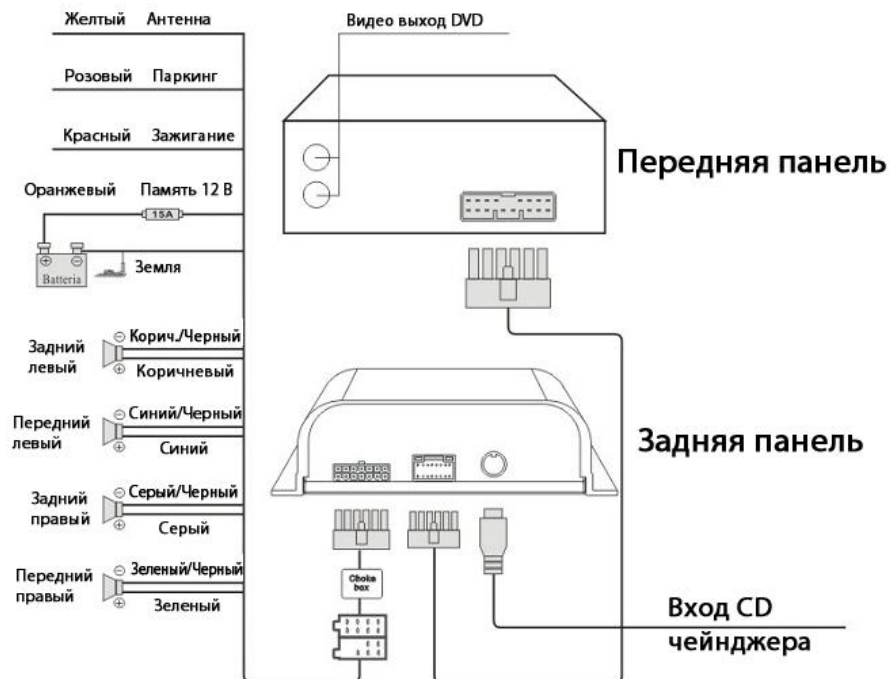 Желтый Антенна
Видео выход DVD
Розовый Паркинг
Красный Зажигание
Передняя панель
Оранжевый Память 12 В
15A
Batteria
Земля
Задний левый
Корич./Черный
Коричневый
Передний левый
Синий/Черный
Синий
Задняя панель
Задний правый
Серый/Черный
Серый
Передний правый
Зеленый/Черный
Зеленый
Choke
box
Вход CD
чейнджера